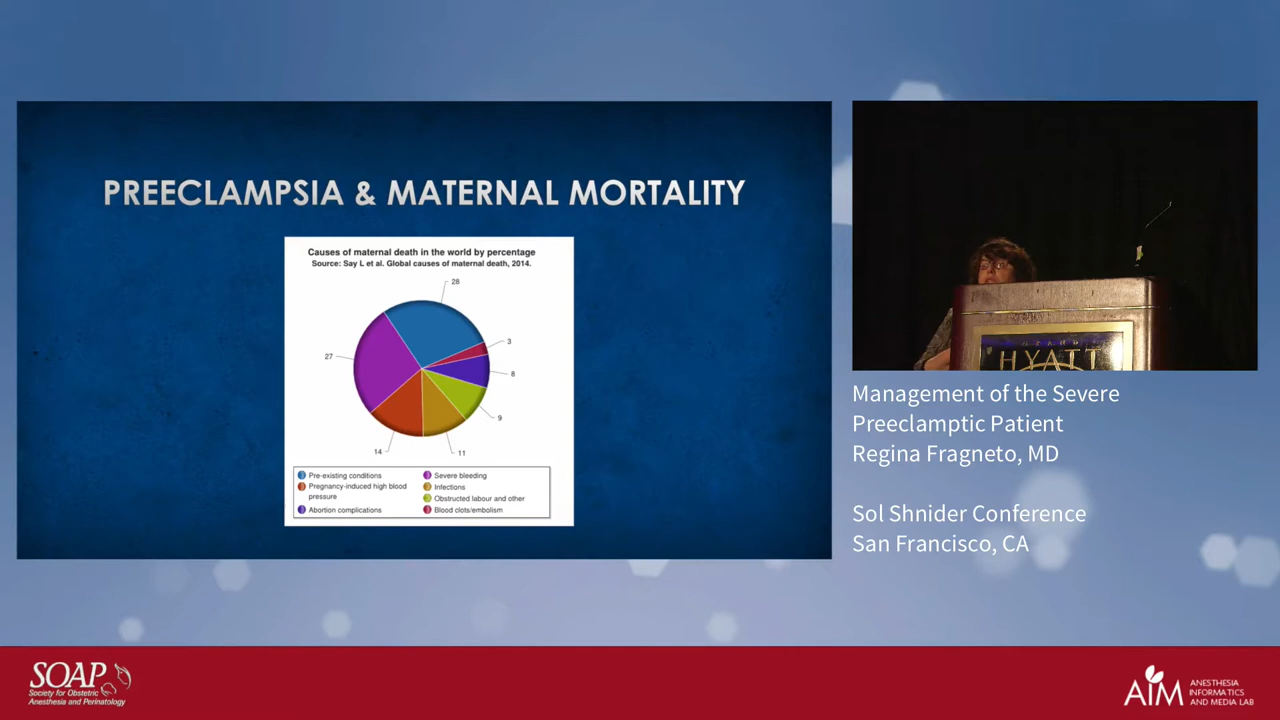 PREECLAMPSIA & MATERNAL MORTALITY
Causes of maternal death in the world by percentage
Source: Say L et al. Global causes of maternal death, 2014.
28
3
8
9
11
14
27
Pre-existing conditions
Pregnancy-induced high blood
pressure
Abortion complications
Severe bleeding
Infections
Obstructed labour and other
Blood clots/embolism
HYATT
Management of the Severe
Preeclamptic Patient
Regina Fragneto, MD
Sol Shnider Conference
San Francisco, CA
SOAP
Society for Obstetric
Anesthesia and Perinatology
AIM
ANESTHESIA
INFORMATICS
AND MEDIA LAB